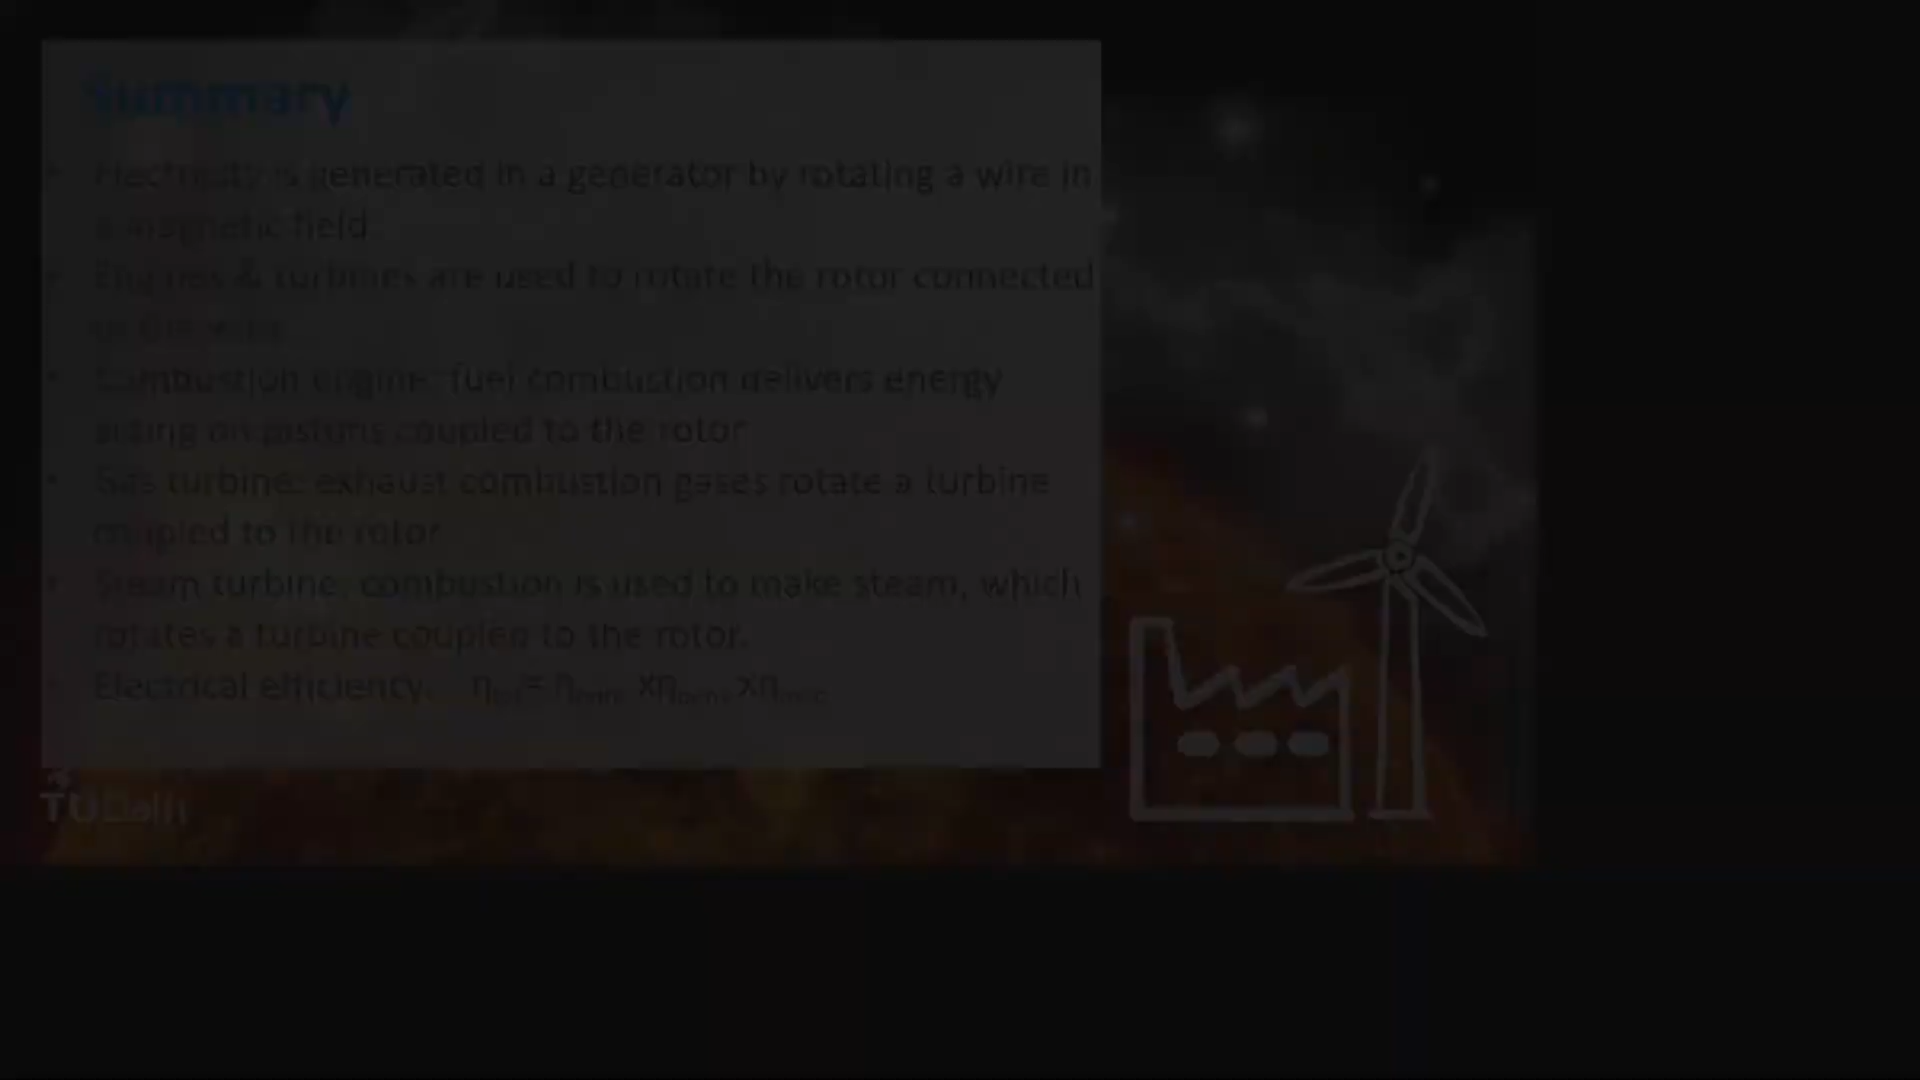 Summary
• Electricity is generated in a generator by rotating a wire in
a magnetic field
• Engines & turbines are used to rotate the rotor connected
to the
• Combustion engine: fuel combustion delivers energy
acting on pistons coupled to the rotor
• Gas turbine: exhaust combustion gases rotate a turbine
coupled to the rotor
• Steam turbine: combustion is used to make steam, which
rotates a turbine coupled to the rotor.
• Electrical efficiency:
TUDelft